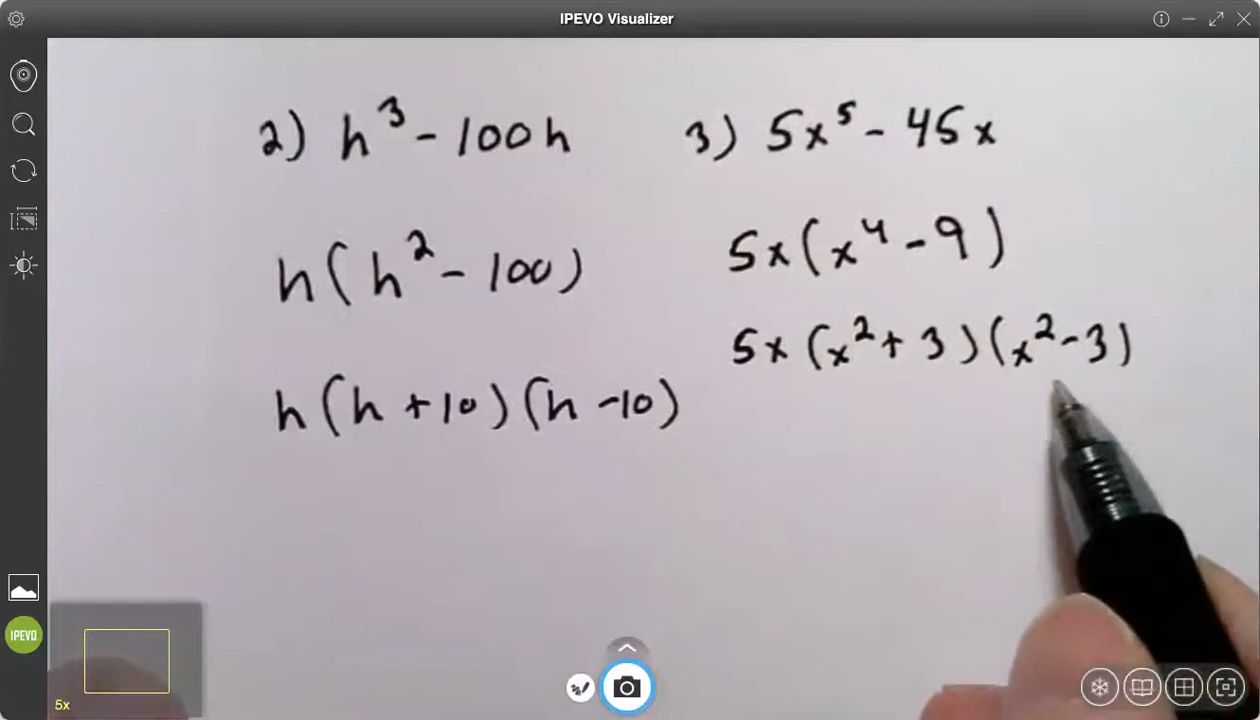 IPEVO Visualizer
2) h³ - 100h
h(h² - 100)
h(h + 10)(h - 10)
3) 5x⁵ - 45x
5x(x⁴ - 9)
5x(x² + 3)(x² - 3)
IPEVO
5x